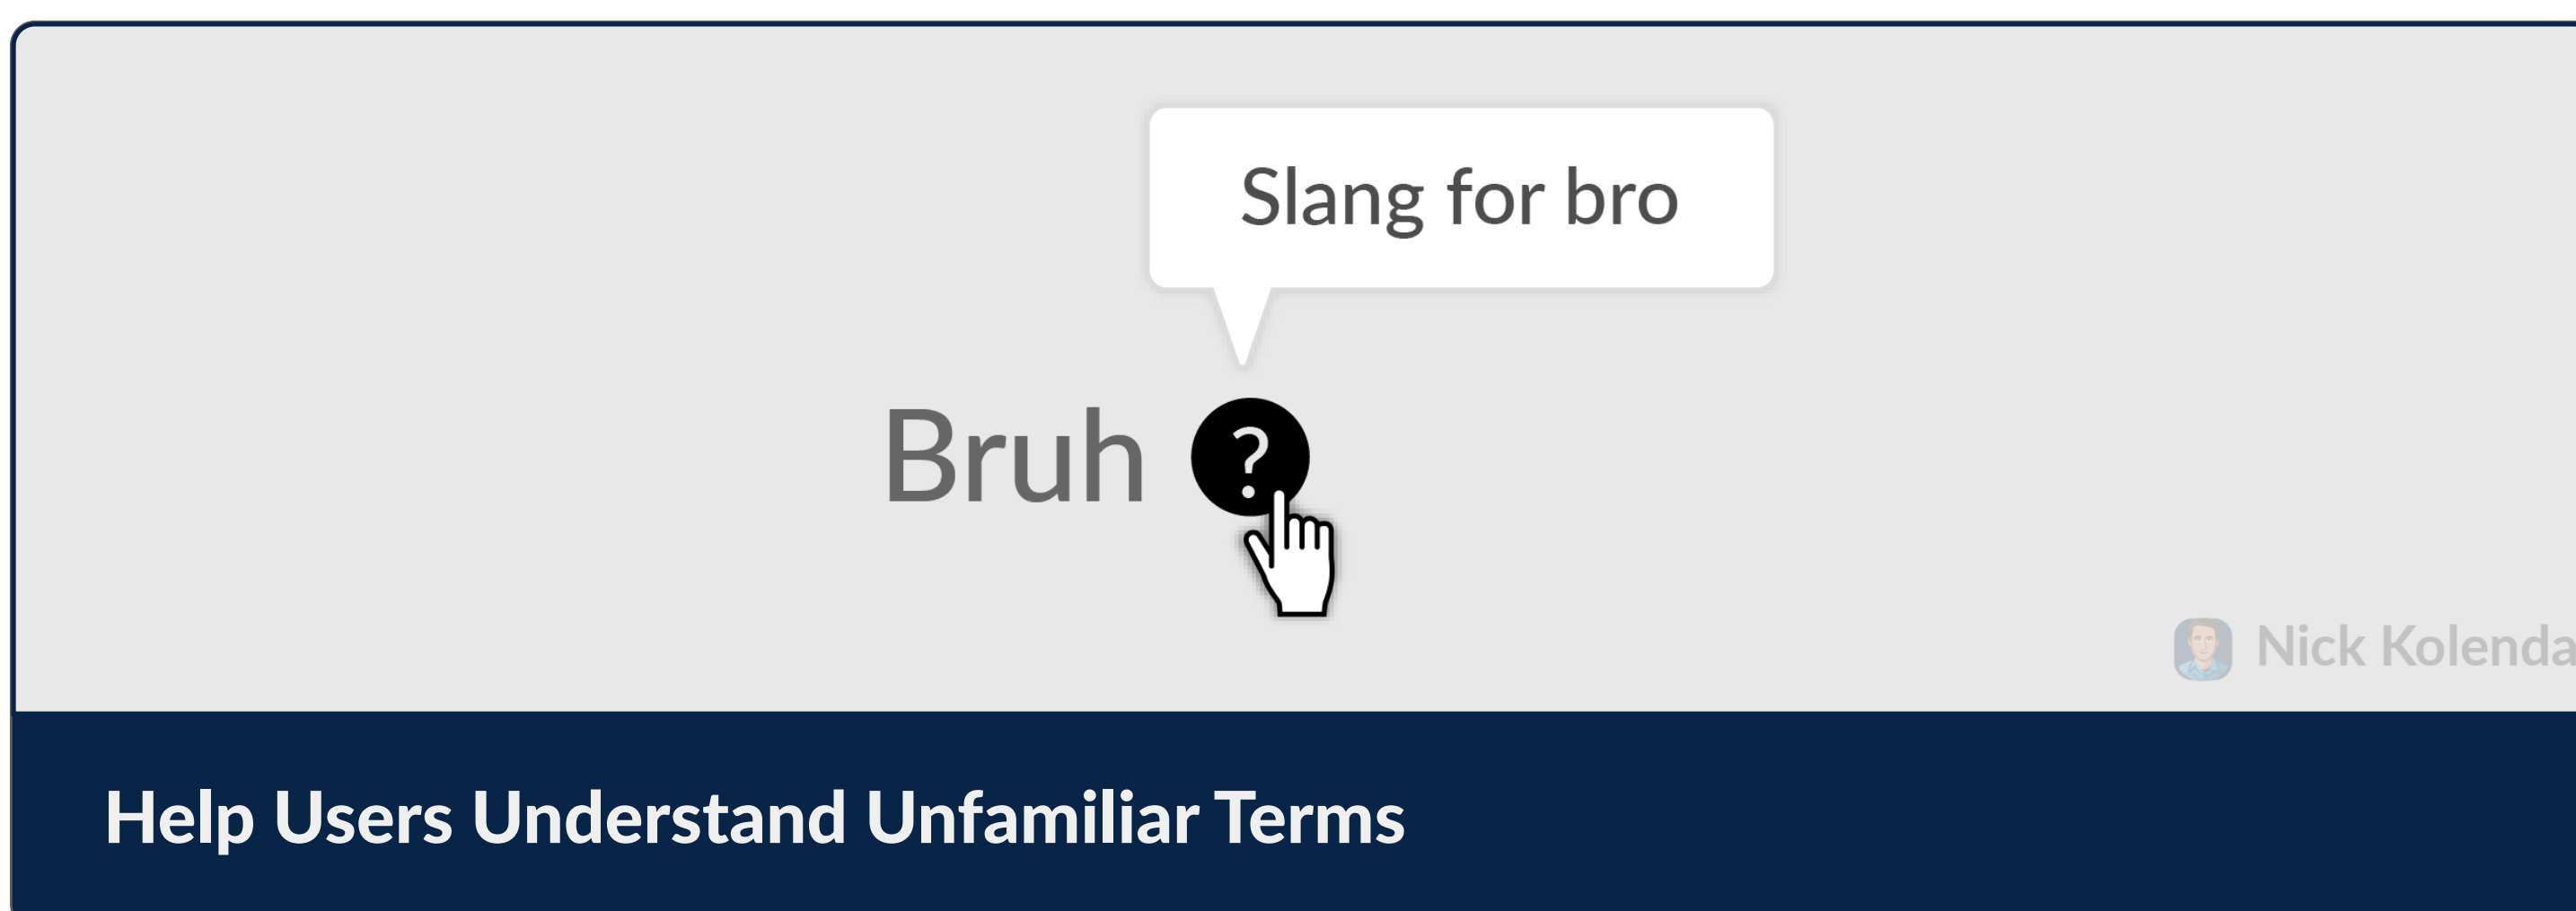 Slang for bro
Bruh ?
Nick Kolenda
Help Users Understand Unfamiliar Terms